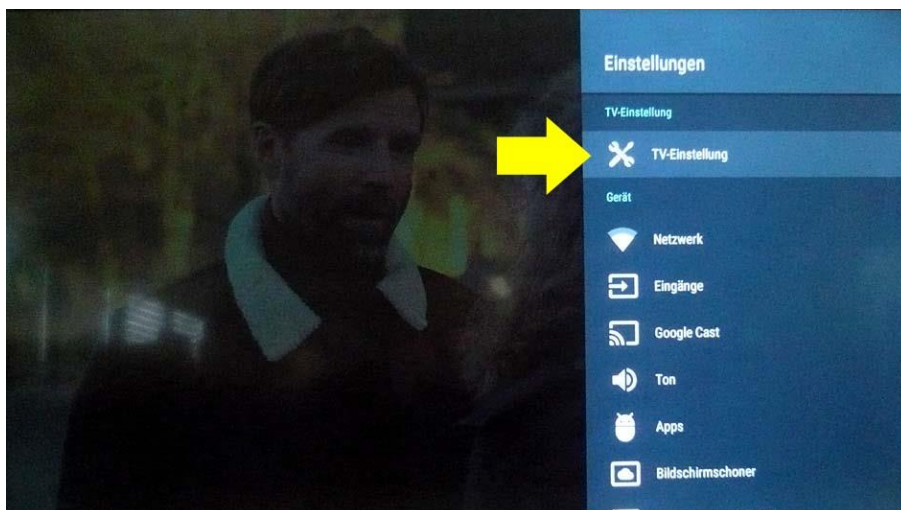 Einstellungen
TV-Einstellung
TV-Einstellung
Gerät
Netzwerk
Eingänge
Google Cast
Ton
Apps
Bildschirmschoner